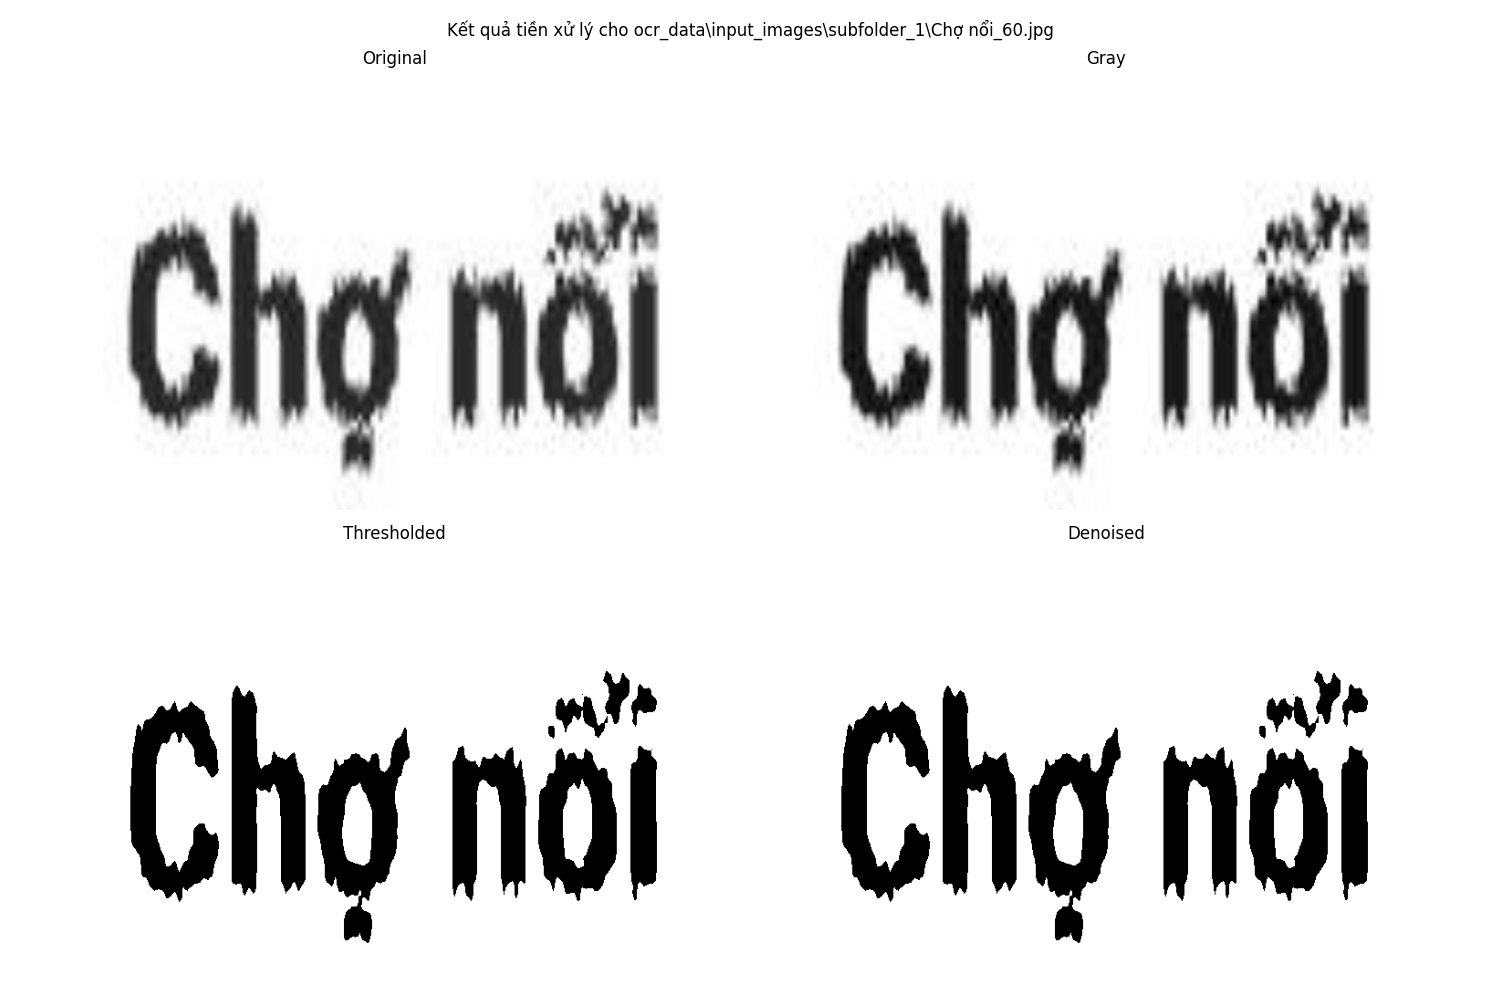 Kết quả tiền xử lý cho ocr_data\input_images\subfolder_1\Chợ nổi_60.jpg
Original
Gray
Chợ nổi
Chợ nổi
Thresholded
Denoised
Chợ nổi
Chợ nổi